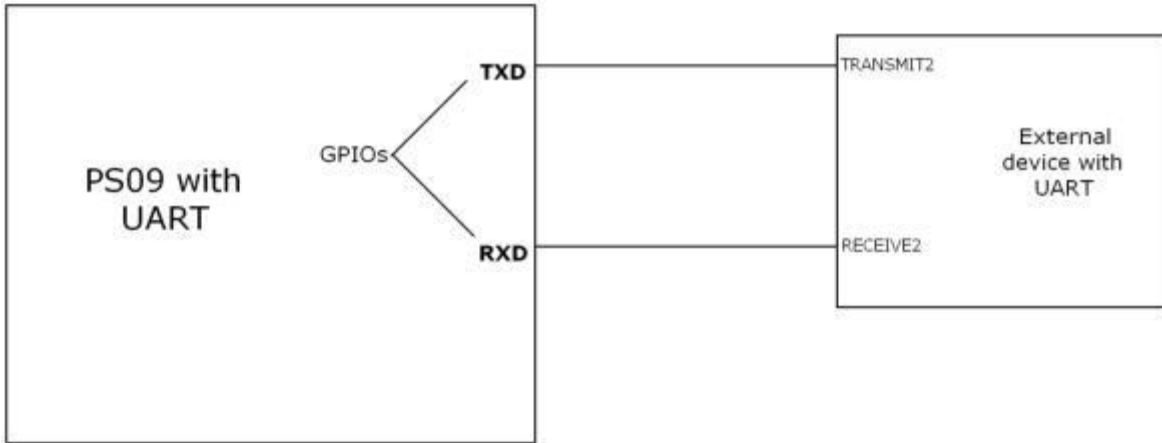 PS09 with
UART
GPIOs
TXD
RXD
TRANSMIT2
RECEIVE2
External
device with
UART